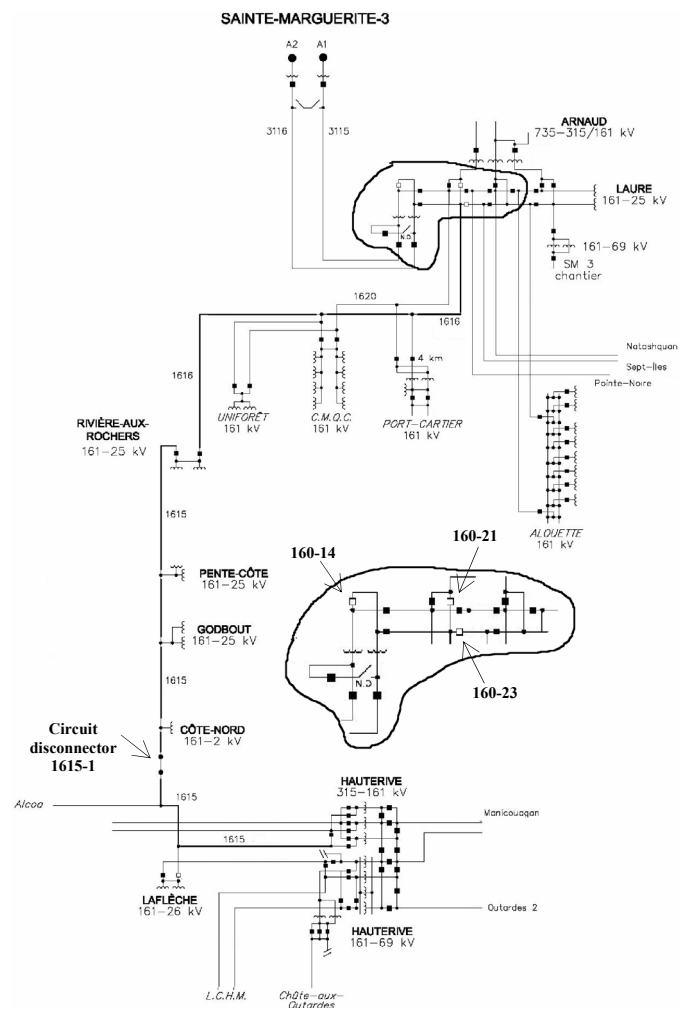 SAINTE-MARGUERITE-3
A2 A1
3116 3115
ARNAUD
735-315/161 kV
LAURE
161-25 kV
N.O
161-69 kV
SM 3
chantier
1620
1616
4 km
Natashquan
Sept-Îles
Pointe-Noire
1616
UNIFORÊT
161 kV
C.M.Q.C.
161 kV
PORT-CARTIER
161 kV
RIVIÈRE-AUX-
ROCHERS
161-25 kV
1615
ALOUETTE
161 kV
160-14
160-21
PENTE-CÔTE
161-25 kV
GODBOUT
161-25 kV
N.O
160-23
1615
CÔTE-NORD
161-2 kV
Circuit
disconnector
1615-1
1615
Alcoa
HAUTERIVE
315-161 kV
Manicouagan
1615
LAFLÈCHE
161-26 kV
Outardes 2
HAUTERIVE
161-69 kV
L.C.H.M.
Chûte-aux-
Outardes